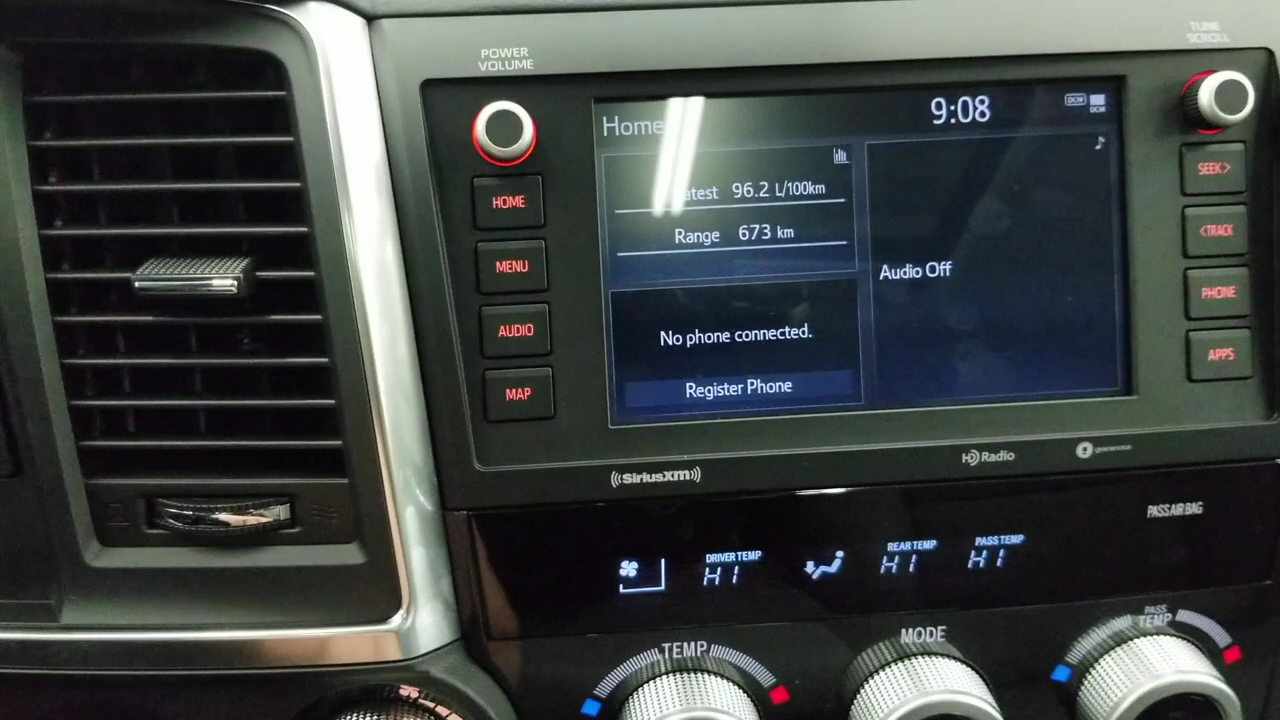 POWER
VOLUME
TUNE
SCROLL
Home
9:08
DCM
DCM
HOME
MENU
AUDIO
MAP
96.2 L/100km
Range 673 km
No phone connected.
Register Phone
Audio Off
SEEK>
<TRACK
PHONE
APPS
((SiriusXM))
HD Radio
PASS AIR BAG
DRIVER TEMP
HI
REAR TEMP
HI
PASS TEMP
HI
TEMP
MODE
PASS
TEMP